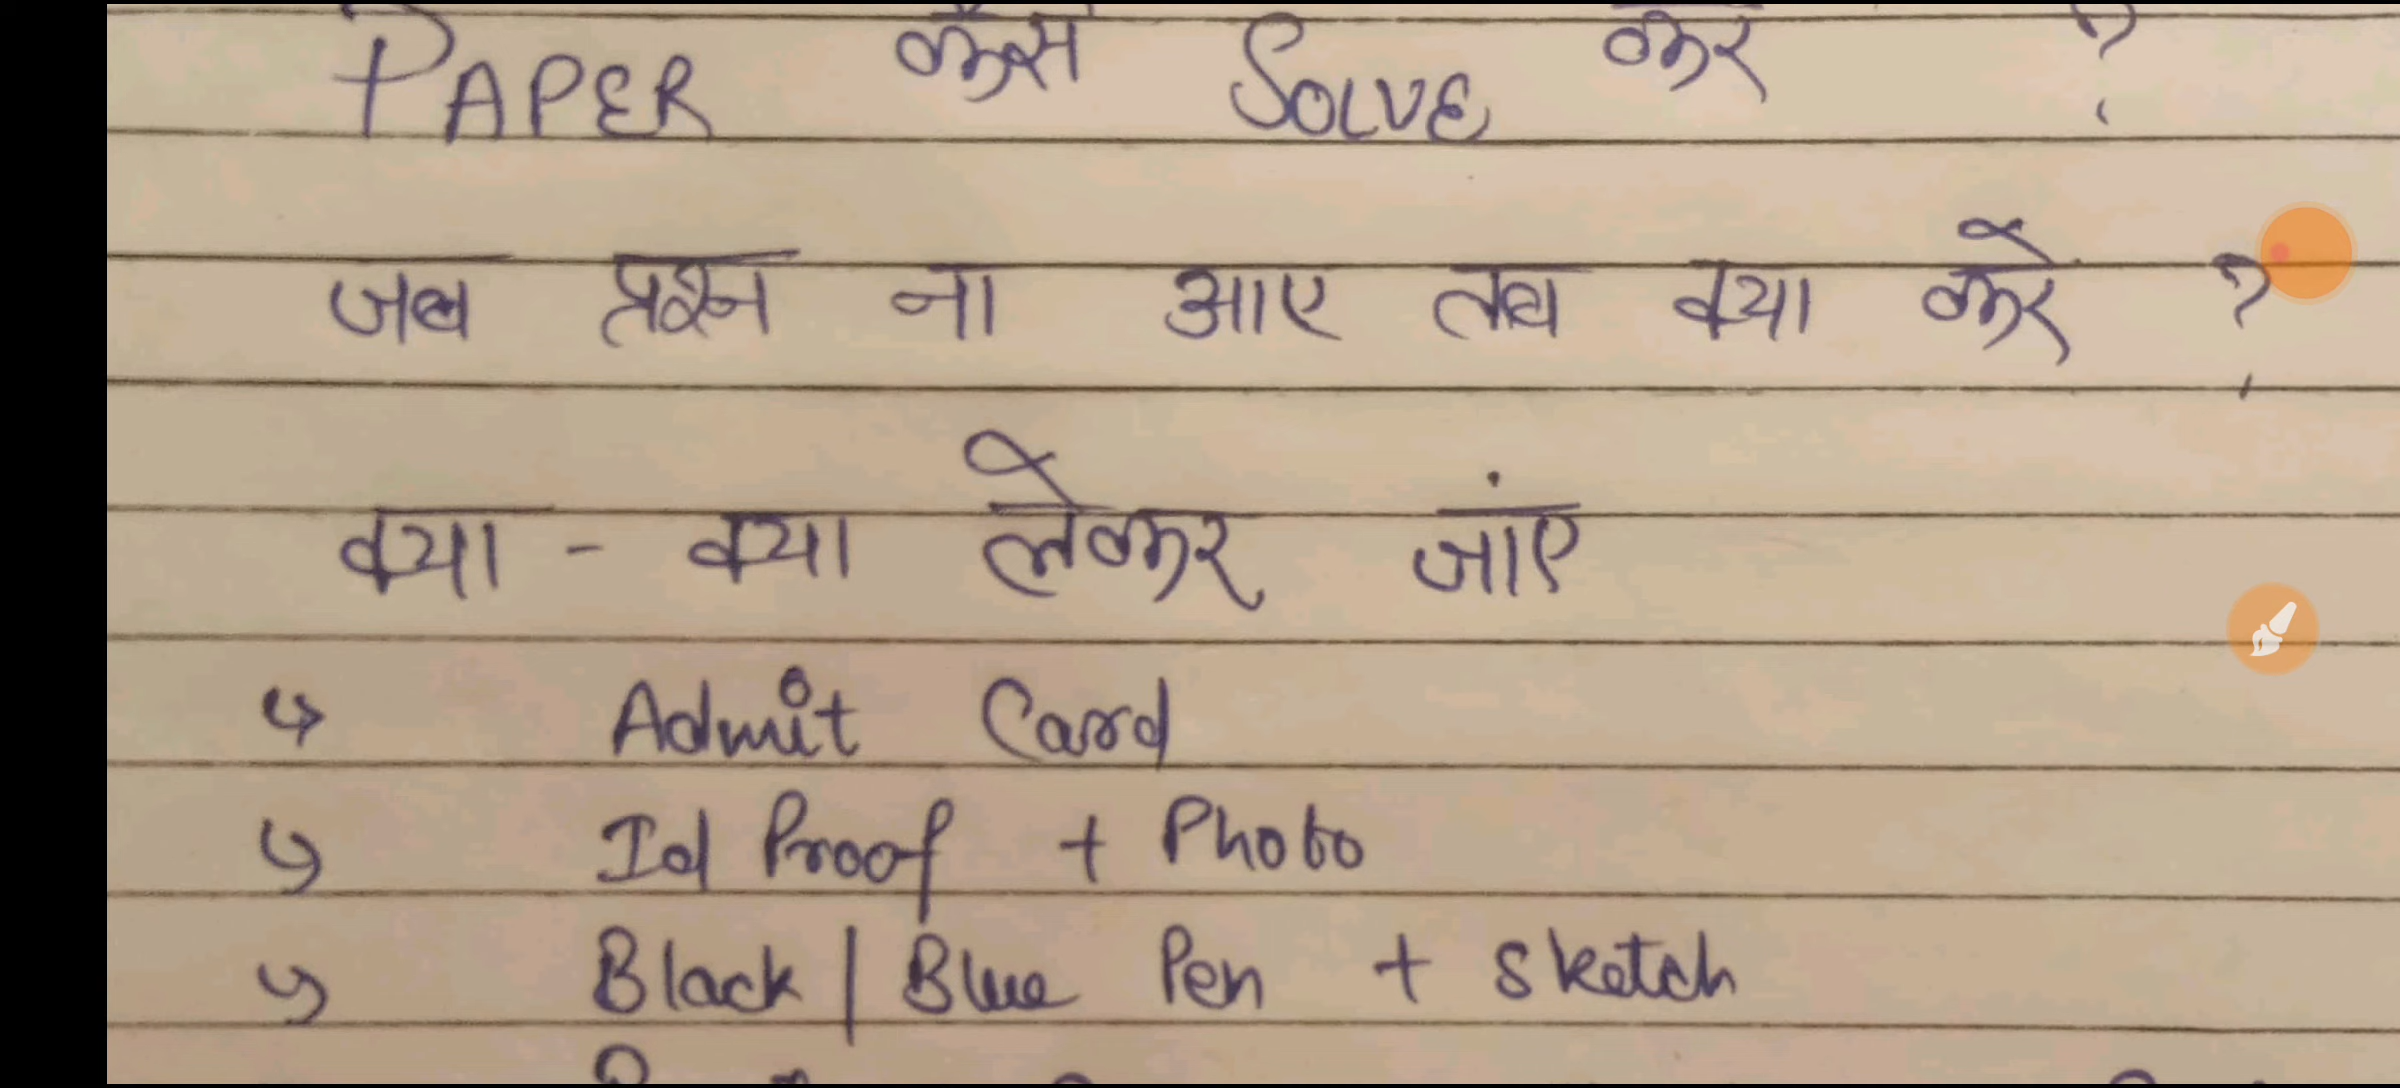 PAPER कैसे SOLVE करें ?
जब प्रश्न ना आए तब क्या करे ?
क्या - क्या लेकर जांए
↳ Admit Card
↳ Id Proof + Photo
↳ Black | Blue Pen + Sketch